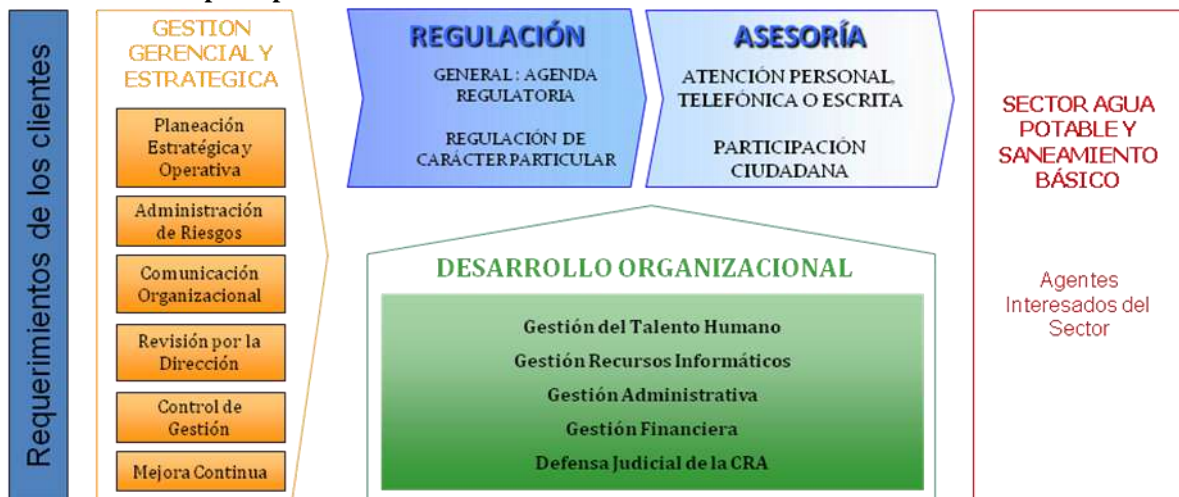 Requerimientos de los clientes
GESTION
GERENCIAL Y
ESTRATEGICA
Planeación
Estratégica y
Operativa
Administración
de Riesgos
Comunicación
Organizacional
Revisión por la
Dirección
Control de
Gestión
Mejora Continua
REGULACIÓN
GENERAL : AGENDA
REGULATORIA
REGULACIÓN DE
CARÁCTER PARTICULAR
ASESORÍA
ATENCIÓN PERSONAL,
TELEFÓNICA O ESCRITA
PARTICIPACIÓN
CIUDADANA
DESARROLLO ORGANIZACIONAL
Gestión del Talento Humano
Gestión Recursos Informáticos
Gestión Administrativa
Gestión Financiera
Defensa Judicial de la CRA
SECTOR AGUA
POTABLE Y
SANEAMIENTO
BÁSICO
Agentes
Interesados del
Sector